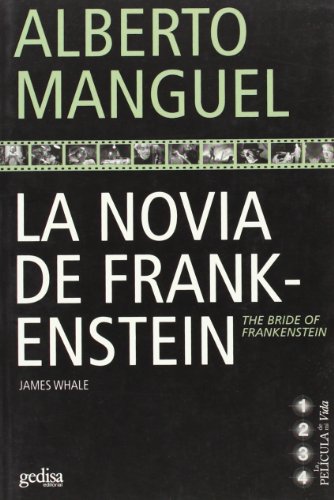 ALBERTO
MANGUEL
LA NOVIA
DE FRANK-
ENSTEIN
THE BRIDE OF
FRANKENSTEIN
JAMES WHALE
1
2
3
4
La
PELÍCULA de mi Vida
gedisa
editorial